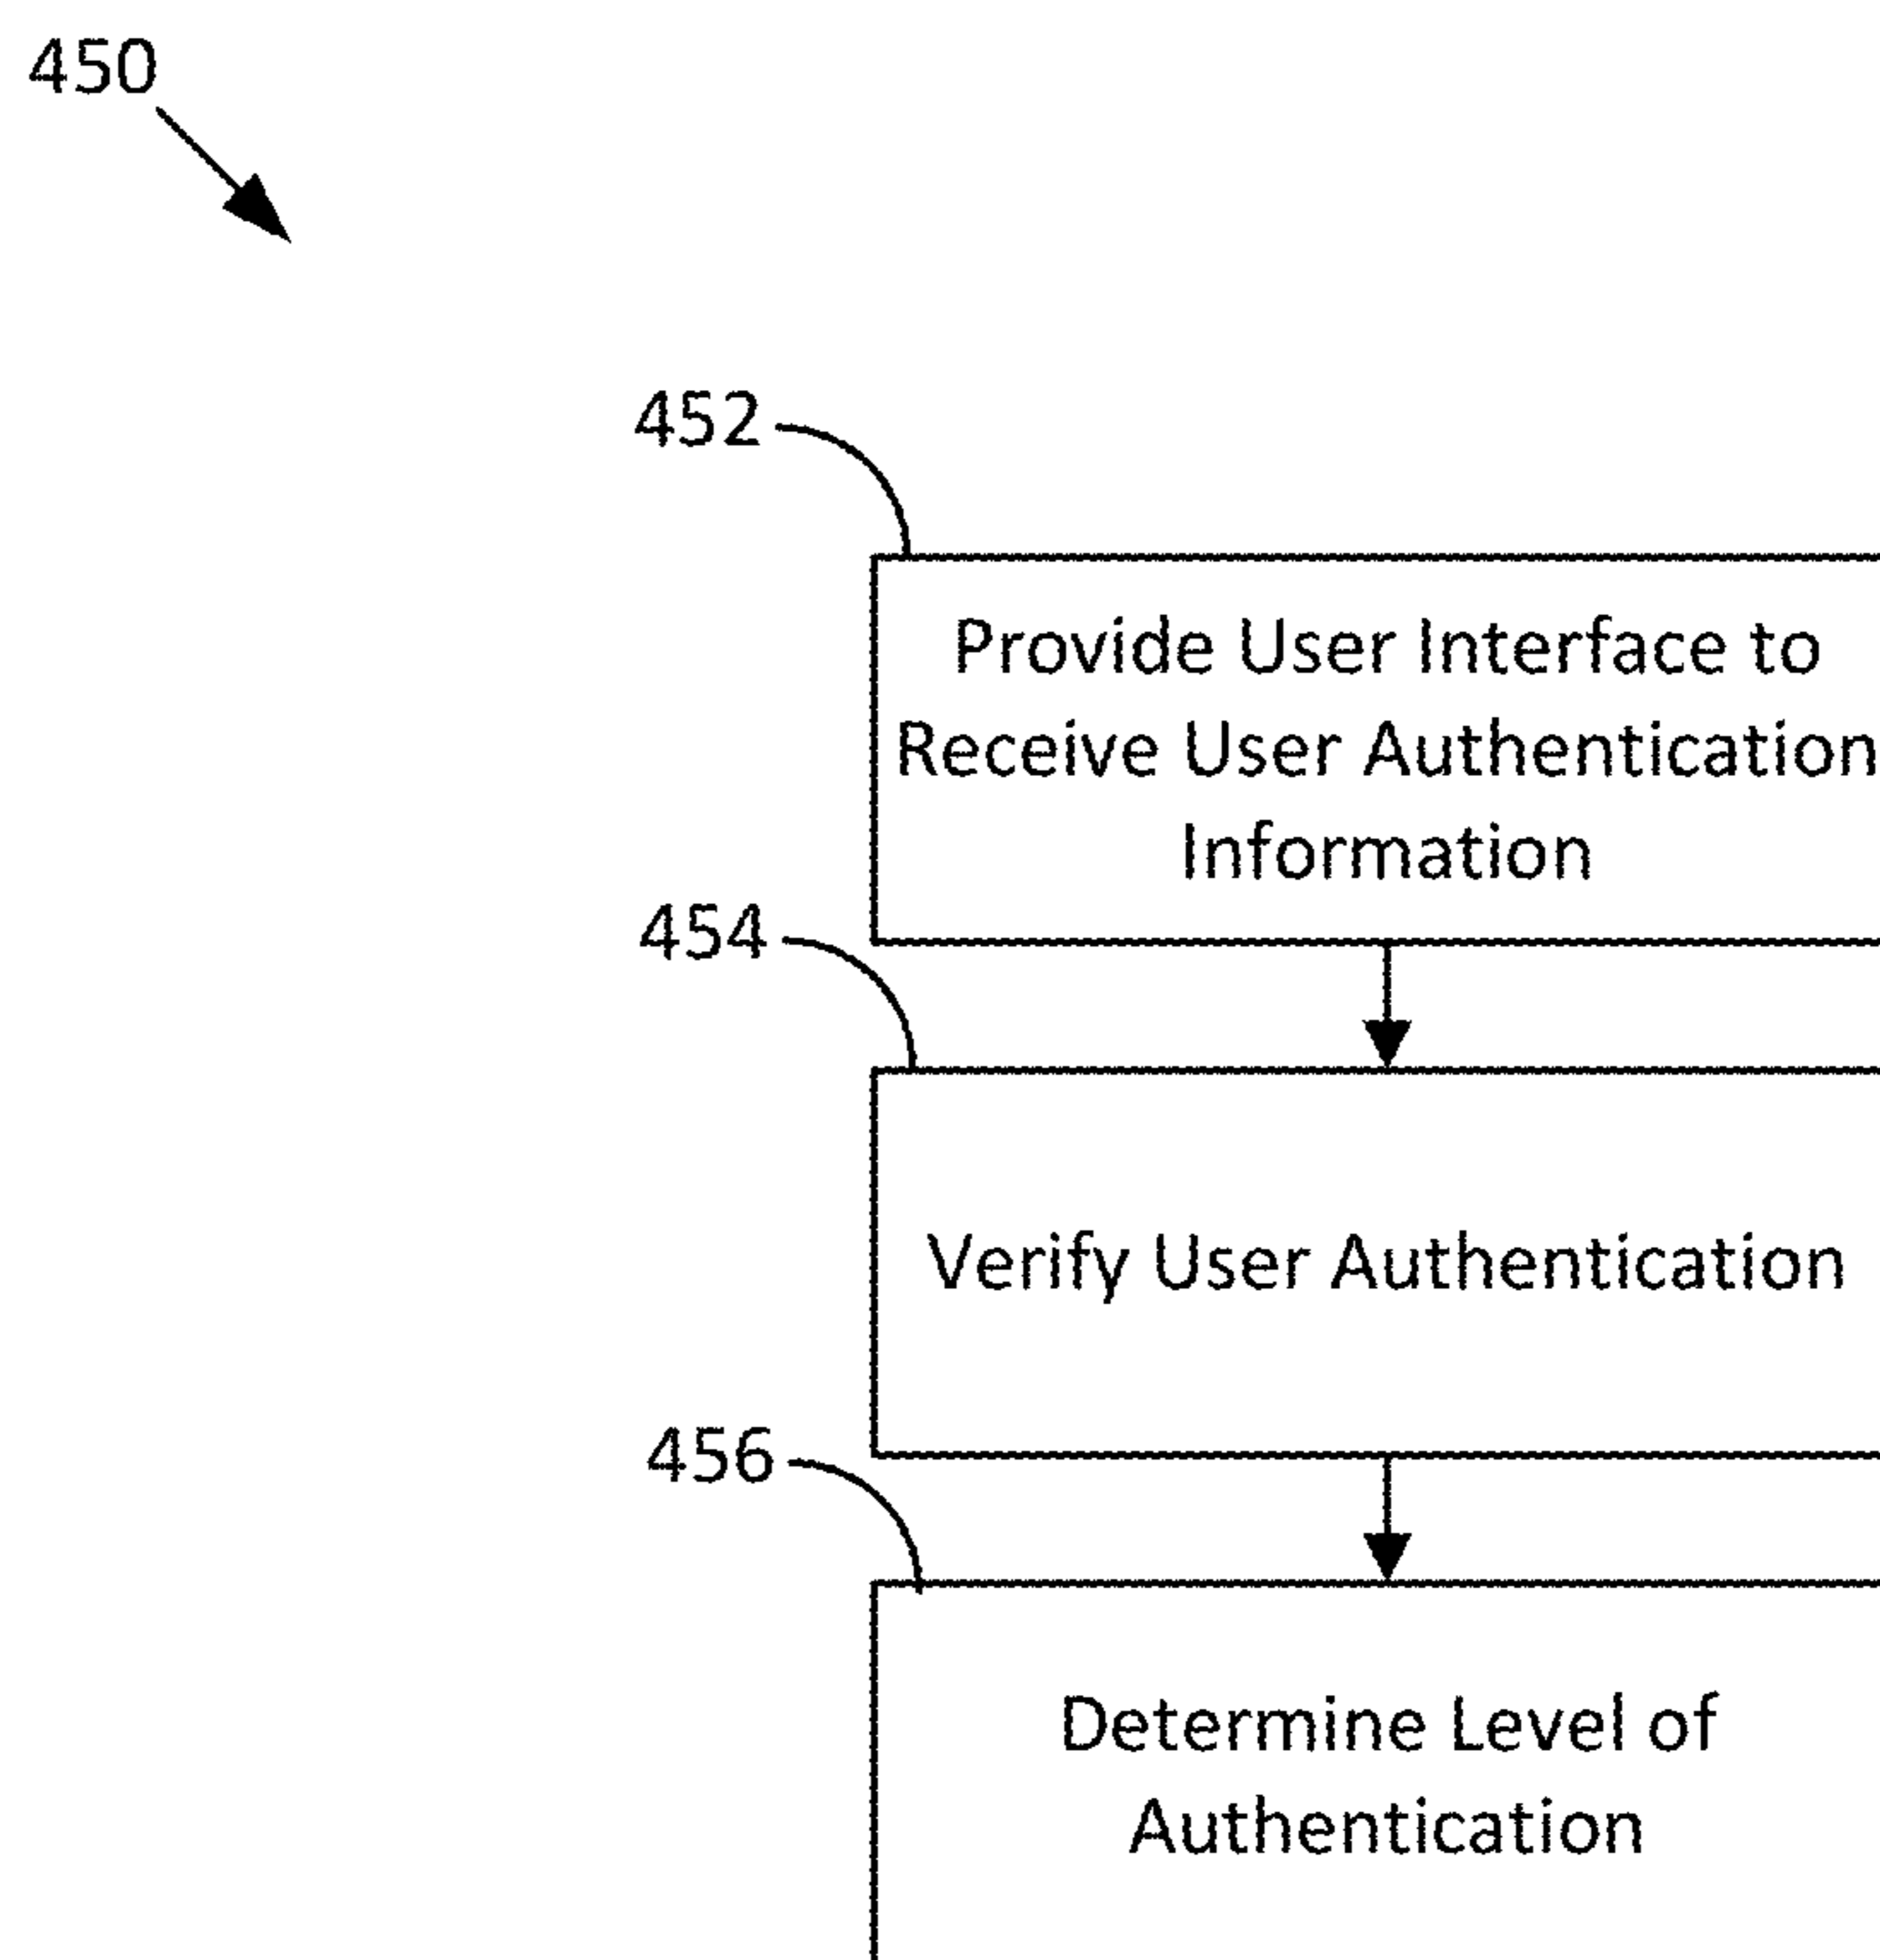 450
452
Provide User Interface to
Receive User Authentication
Information
454
Verify User Authentication
456
Determine Level of
Authentication